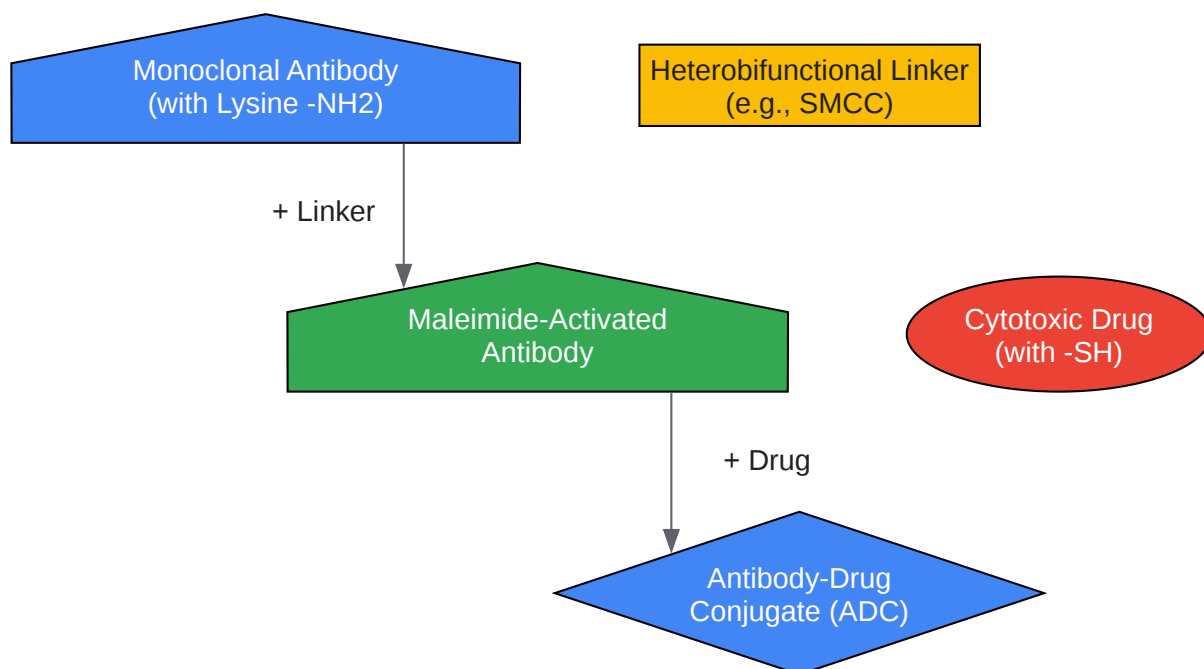 Monoclonal Antibody
(with Lysine -NH2)
Heterobifunctional Linker
(e.g., SMCC)
+ Linker
Maleimide-Activated
Antibody
Cytotoxic Drug
(with -SH)
+ Drug
Antibody-Drug
Conjugate (ADC)